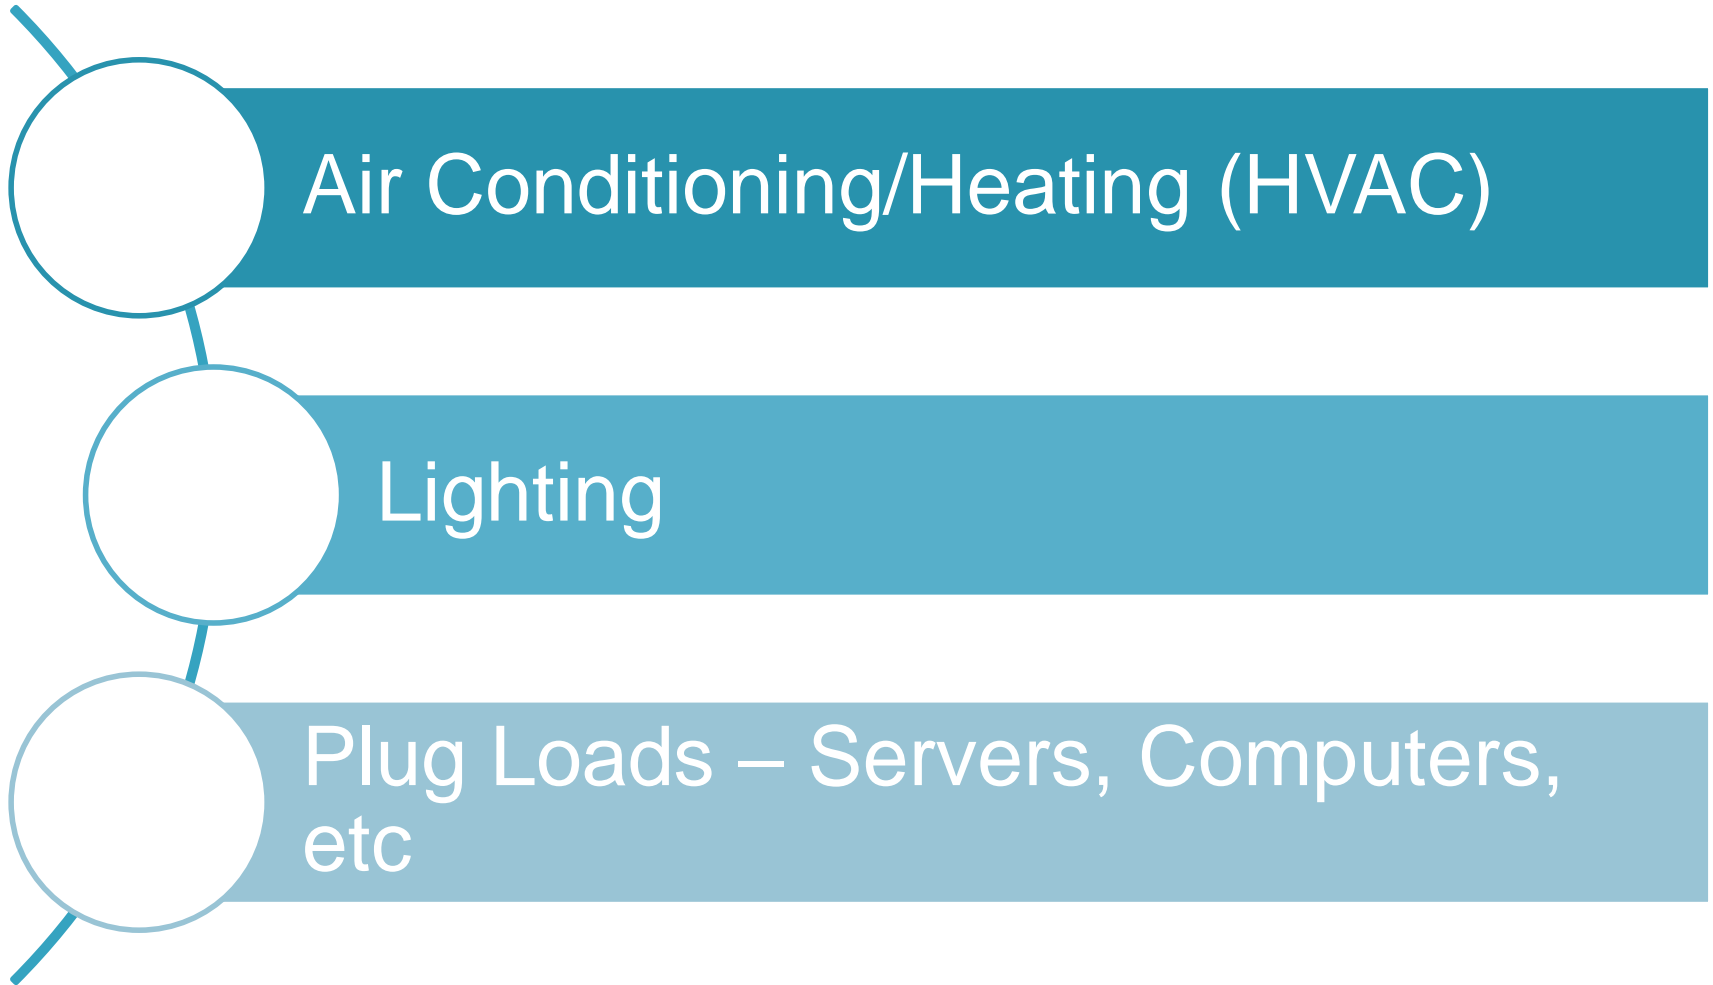 Air Conditioning/Heating (HVAC)
Lighting
Plug Loads – Servers, Computers,
etc